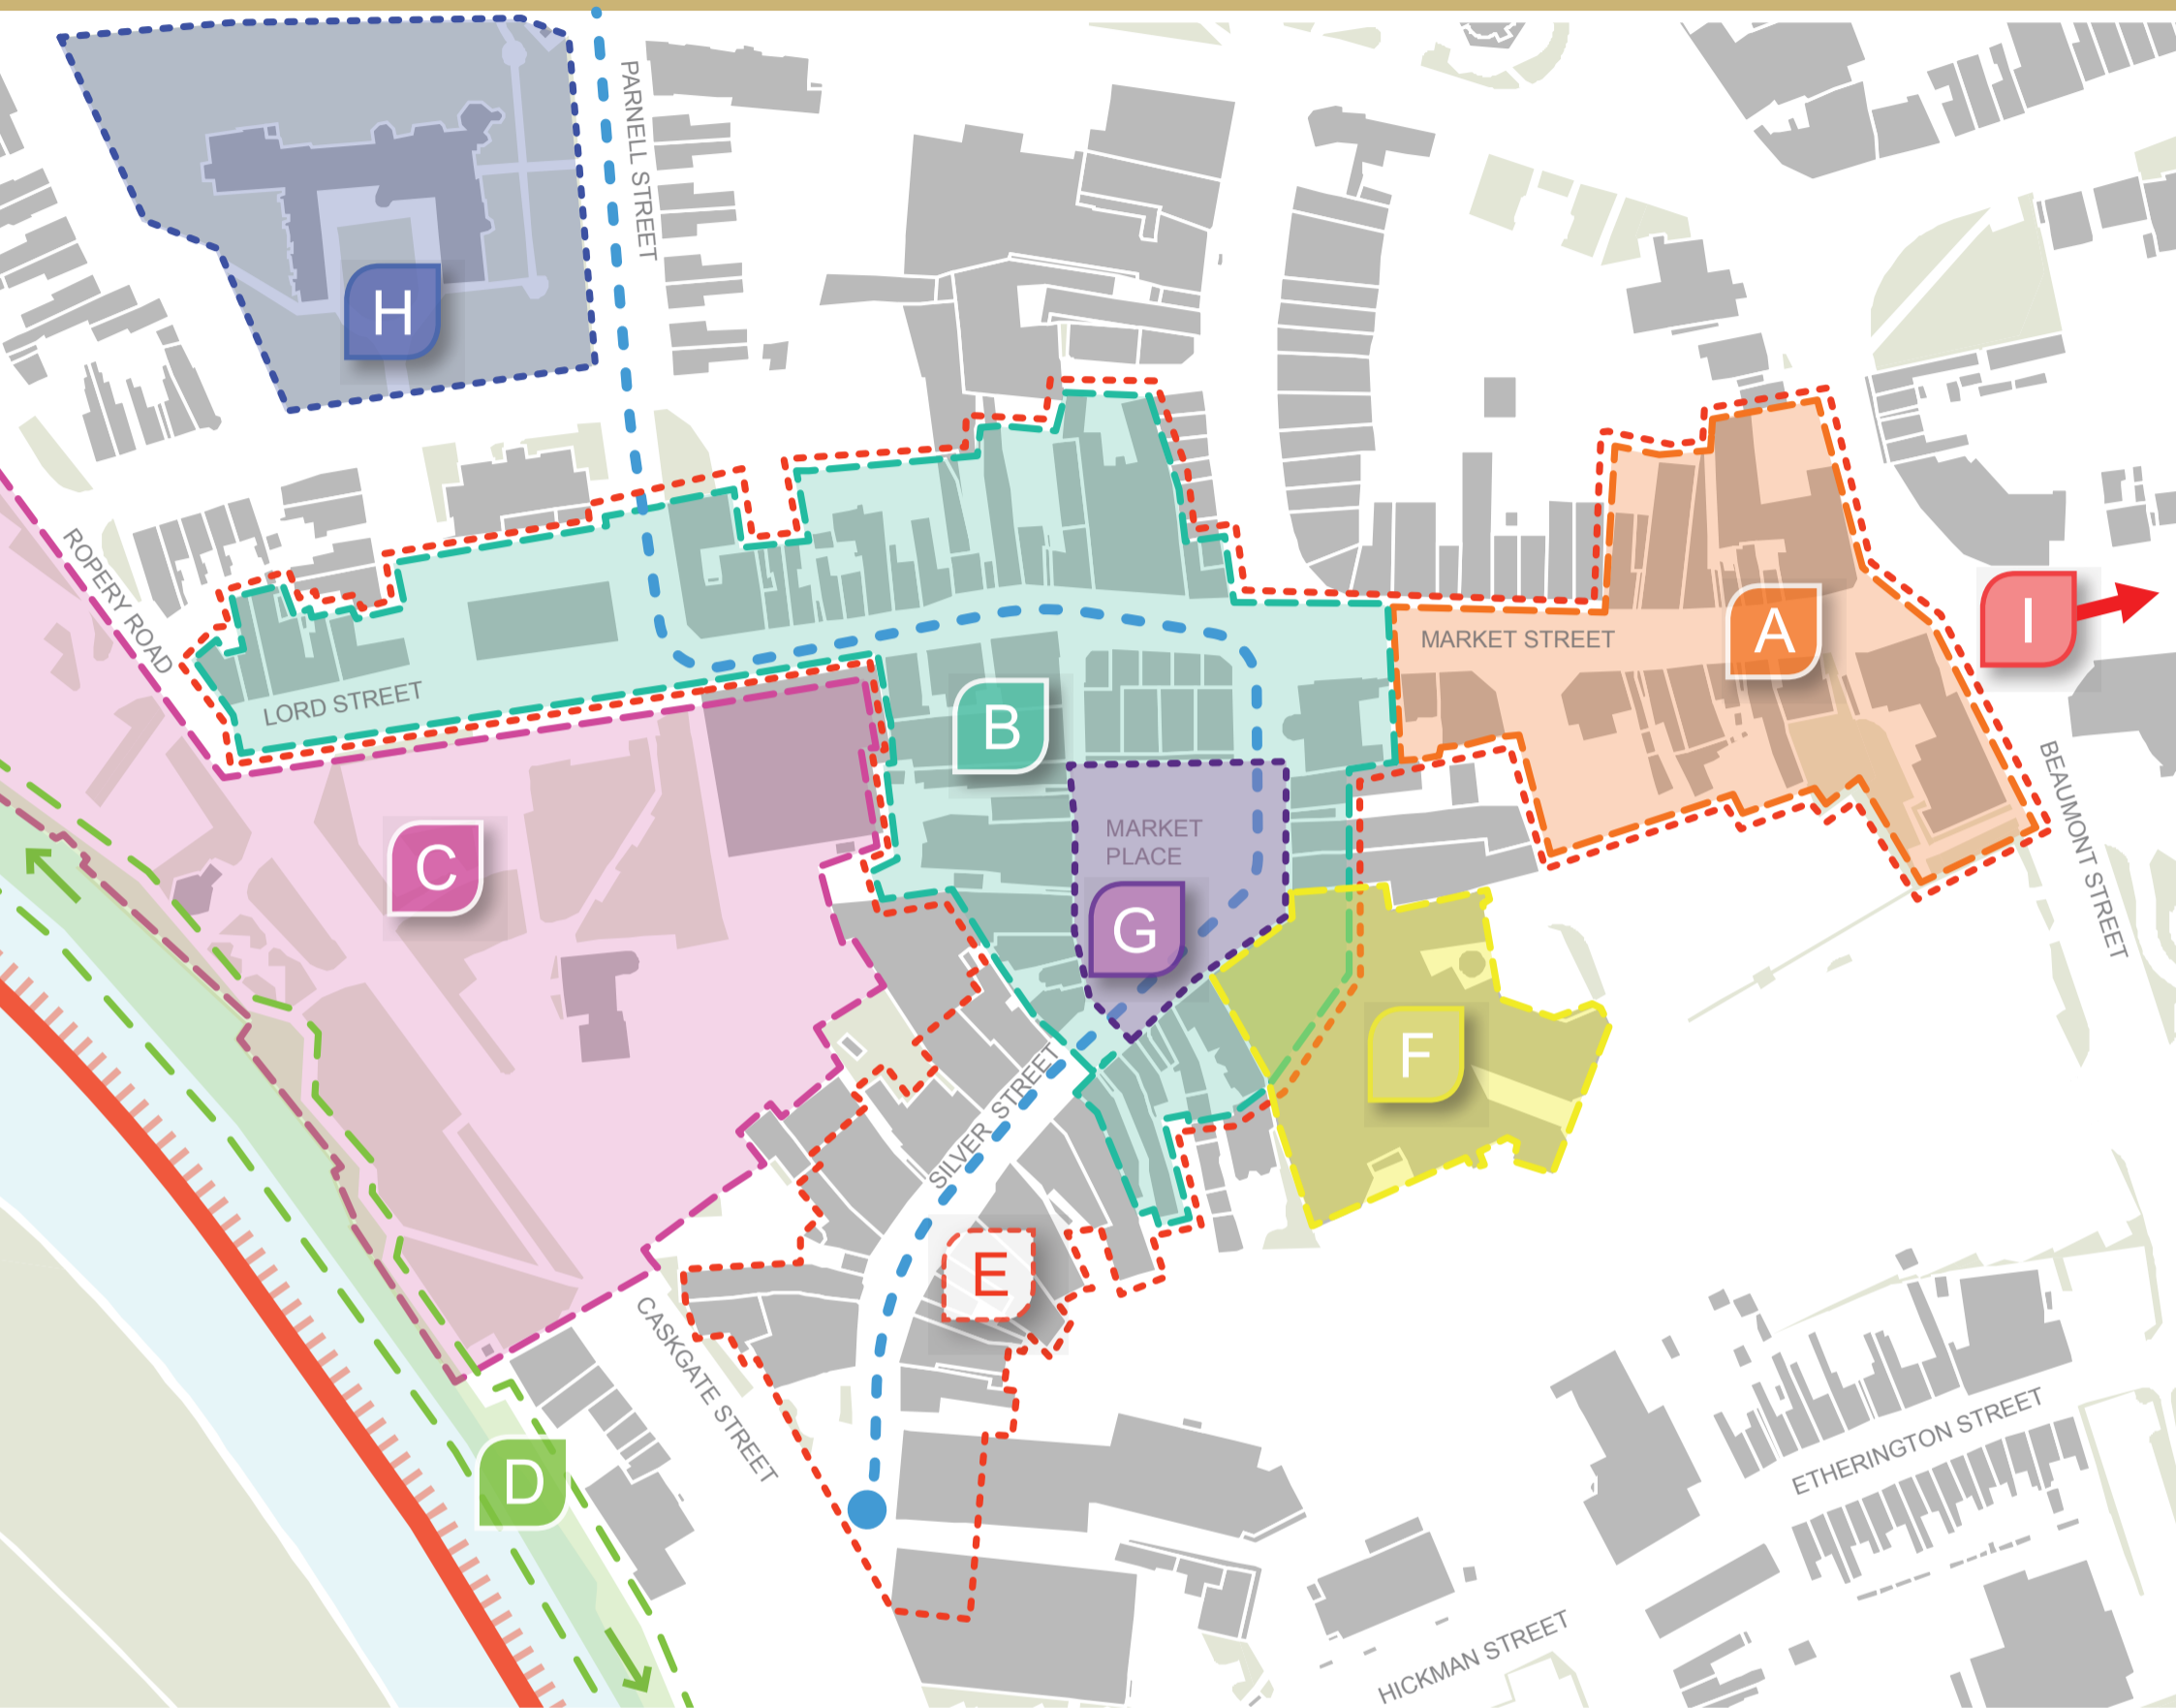 PARNELL STREET
H
ROPERY ROAD
I
A
MARKET STREET
LORD STREET
B
BEAUMONT STREET
MARKET
PLACE
C
G
F
SILVER STREET
E
CASKGATE STREET
D
ETHERINGTON STREET
HICKMAN STREET